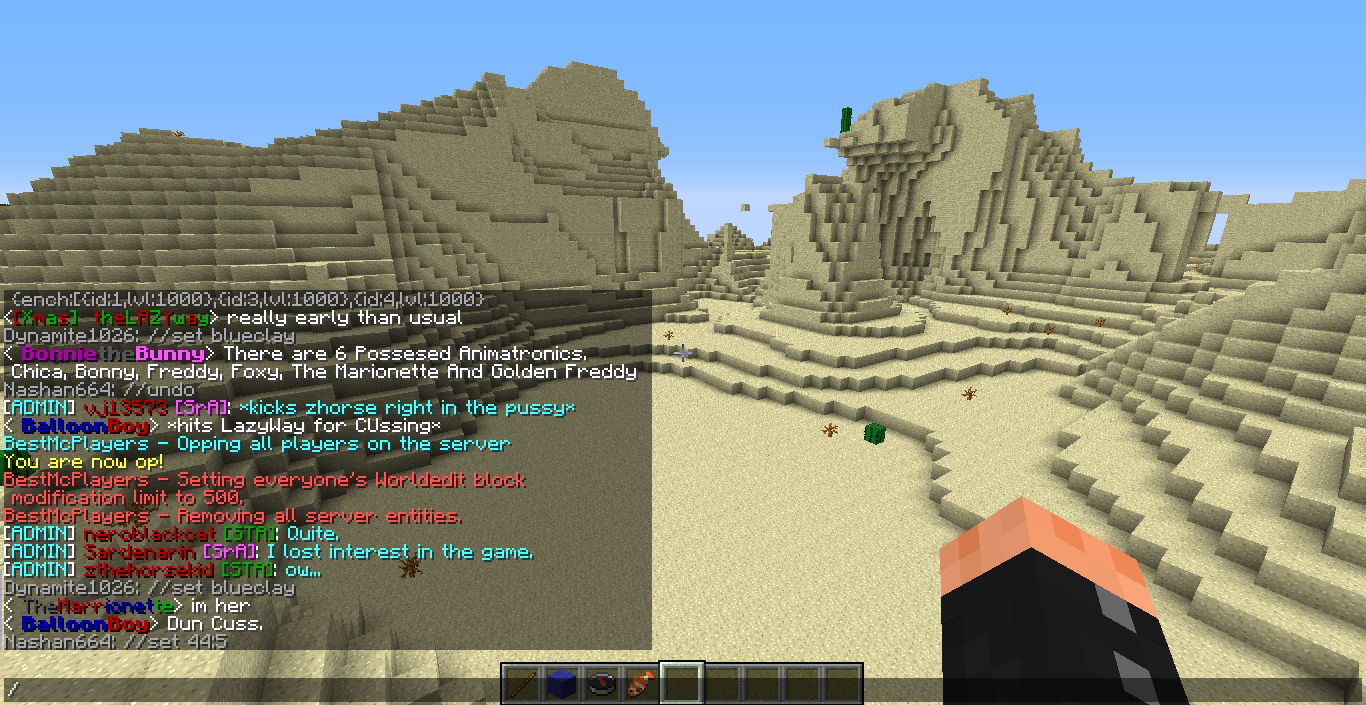 {ench:[{id:1,lvl:1000},{id:3,lvl:1000},{id:4,lvl:1000}
<[Xmas] theLAZYway> really early than usual
Dynamite1026: //set blueclay
< BonnietheBunny> There are 6 Possesed Animatronics.
Chica, Bonny, Freddy, Foxy, The Marionette And Golden Freddy
Nashan664: //undo
[ADMIN] vj13573 [SrA]: *kicks zhorse right in the pussy*
< BalloonBoy> *hits LazyWay for CUssing*
BestMcPlayers - Opping all players on the server
You are now op!
BestMcPlayers - Setting everyone's Worldedit block
modification limit to 500.
BestMcPlayers - Removing all server entities.
[ADMIN] neroblackcat [STA]: Quite.
[ADMIN] Sardenarin [SrA]: I lost interest in the game.
[ADMIN] zthehorsekid [STA]: ow...
Dynamite1026: //set blueclay
< TheMarrionette> im her
< BalloonBoy> Dun Cuss.
Nashan664: //set 44:5
/